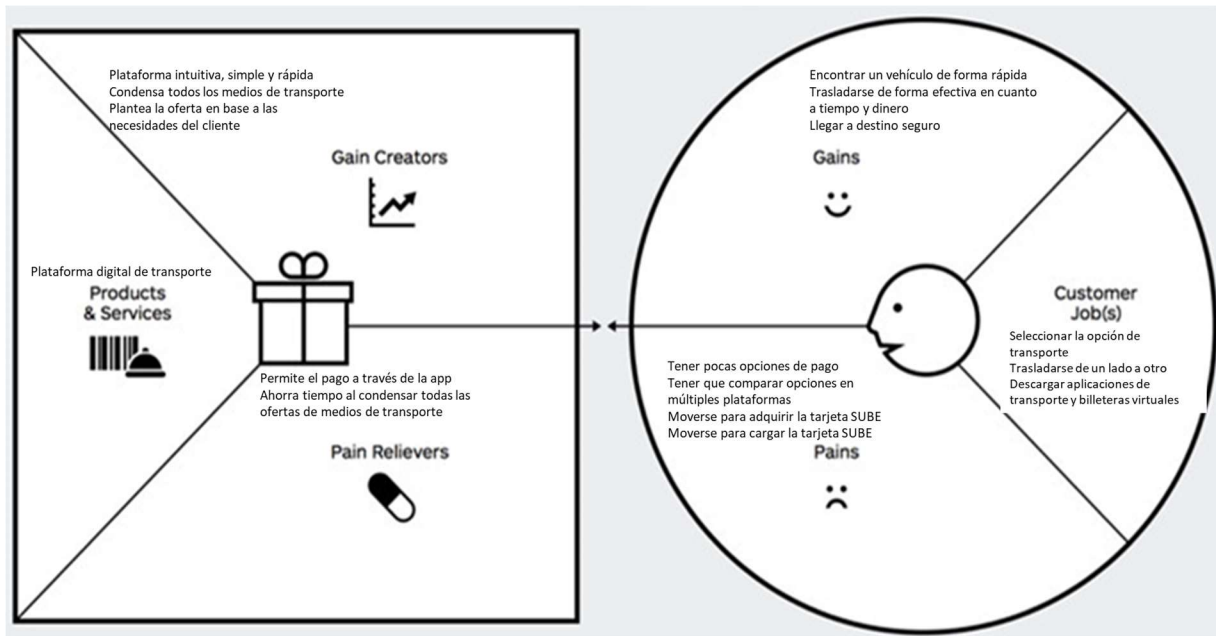 Plataforma intuitiva, simple y rápida
Condensa todos los medios de transporte
Plantea la oferta en base a las
necesidades del cliente
Gain Creators
Plataforma digital de transporte
Products
& Services
Permite el pago a través de la app
Ahorra tiempo al condensar todas las
ofertas de medios de transporte
Pain Relievers
Encontrar un vehículo de forma rápida
Trasladarse de forma efectiva en cuanto
a tiempo y dinero
Llegar a destino seguro
Gains
Customer
Job(s)
Seleccionar la opción de
transporte
Trasladarse de un lado a otro
Descargar aplicaciones de
transporte y billeteras virtuales
Tener pocas opciones de pago
Tener que comparar opciones en
múltiples plataformas
Moverse para adquirir la tarjeta SUBE
Moverse para cargar la tarjeta SUBE
Pains